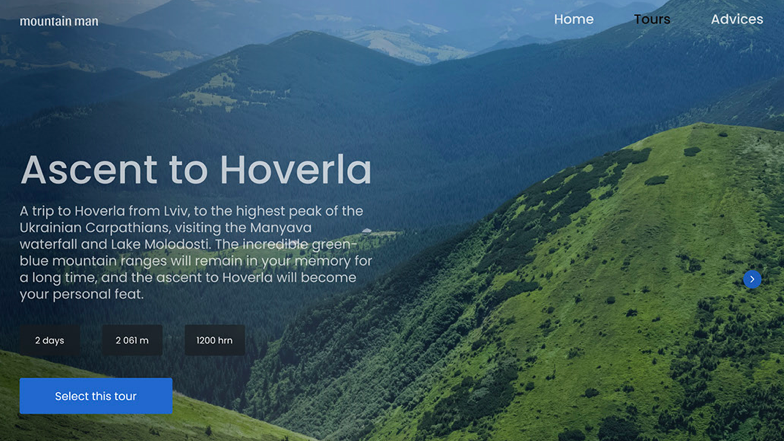 mountain man
Home
Tours
Advices
Ascent to Hoverla
A trip to Hoverla from Lviv, to the highest peak of the
Ukrainian Carpathians, visiting the Manyava
waterfall and Lake Molodosti. The incredible green-
blue mountain ranges will remain in your memory for
a long time, and the ascent to Hoverla will become
your personal feat.
2 days
2 061 m
1200 hrn
Select this tour